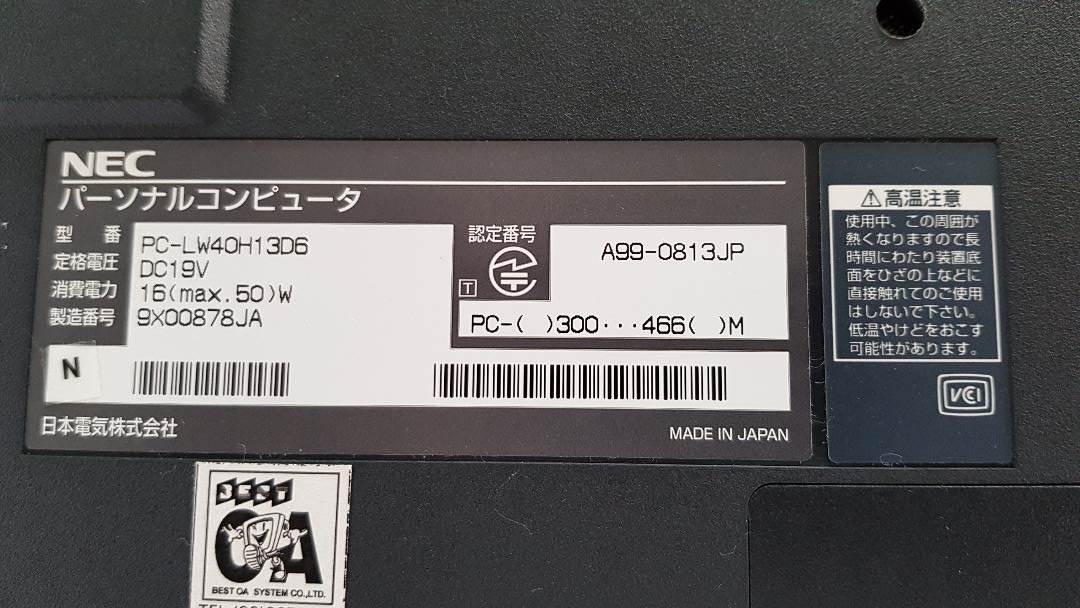 NEC
パーソナルコンピュータ
型 番 PC-LW40H13D6
定格電圧 DC19V
消費電力 16(max.50)W
製造番号 9X00878JA
認定番号
A99-0813JP
T
PC-( )300···466( )M
N
日本電気株式会社
MADE IN JAPAN
⚠高温注意
使用中、この周囲が
熱くなりますので長
時間にわたり装置底
面をひざの上などに
直接触れてのご使用
はしないで下さい。
低温やけどをおこす
可能性があります。
VCI
BEST
OA
BEST OA SYSTEM CO.,LTD.